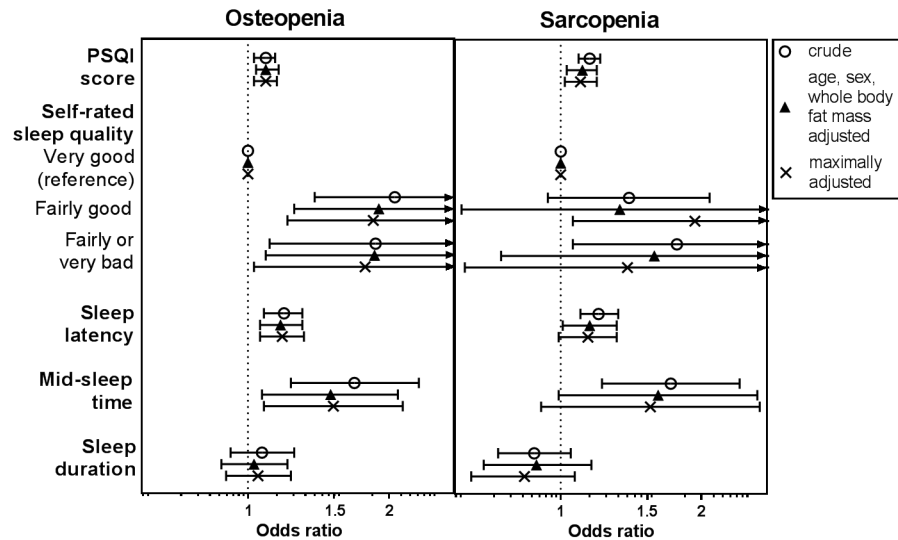 Osteopenia
Sarcopenia
PSQI
score
Self-rated
sleep quality
Very good
(reference)
Fairly good
Fairly or
very bad
Sleep
latency
Mid-sleep
time
Sleep
duration
1
1.5
2
Odds ratio
1
1.5
2
Odds ratio
crude
age, sex,
whole body
fat mass
adjusted
maximally
adjusted